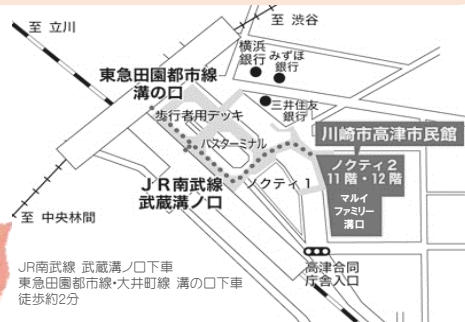 至 立川
至 渋谷
横浜
銀行
みずほ
銀行
東急田園都市線
溝の口
三井住友
銀行
歩行者用デッキ
バスターミナル
川崎市高津市民館
ノクティ2
11階・12階
マルイ
ファミリー
溝口
JR南武線
武蔵溝ノ口
ノクティ1
至 中央林間
高津合同
庁舎入口
JR南武線 武蔵溝ノ口下車
東急田園都市線・大井町線 溝の口下車
徒歩約2分